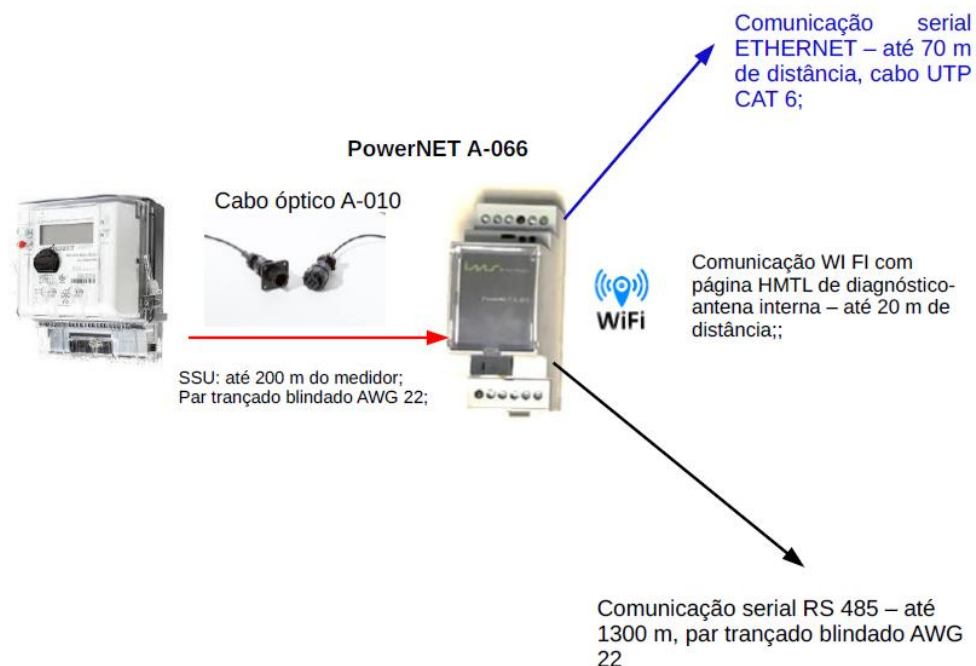 Comunicação serial
ETHERNET – até 70 m
de distância, cabo UTP
CAT 6;
PowerNET A-066
Cabo óptico A-010
ims
WiFi
Comunicação WI FI com
página HMTL de diagnóstico-
antena interna – até 20 m de
distância;;
SSU: até 200 m do medidor;
Par trançado blindado AWG 22;
Comunicação serial RS 485 – até
1300 m, par trançado blindado AWG
22